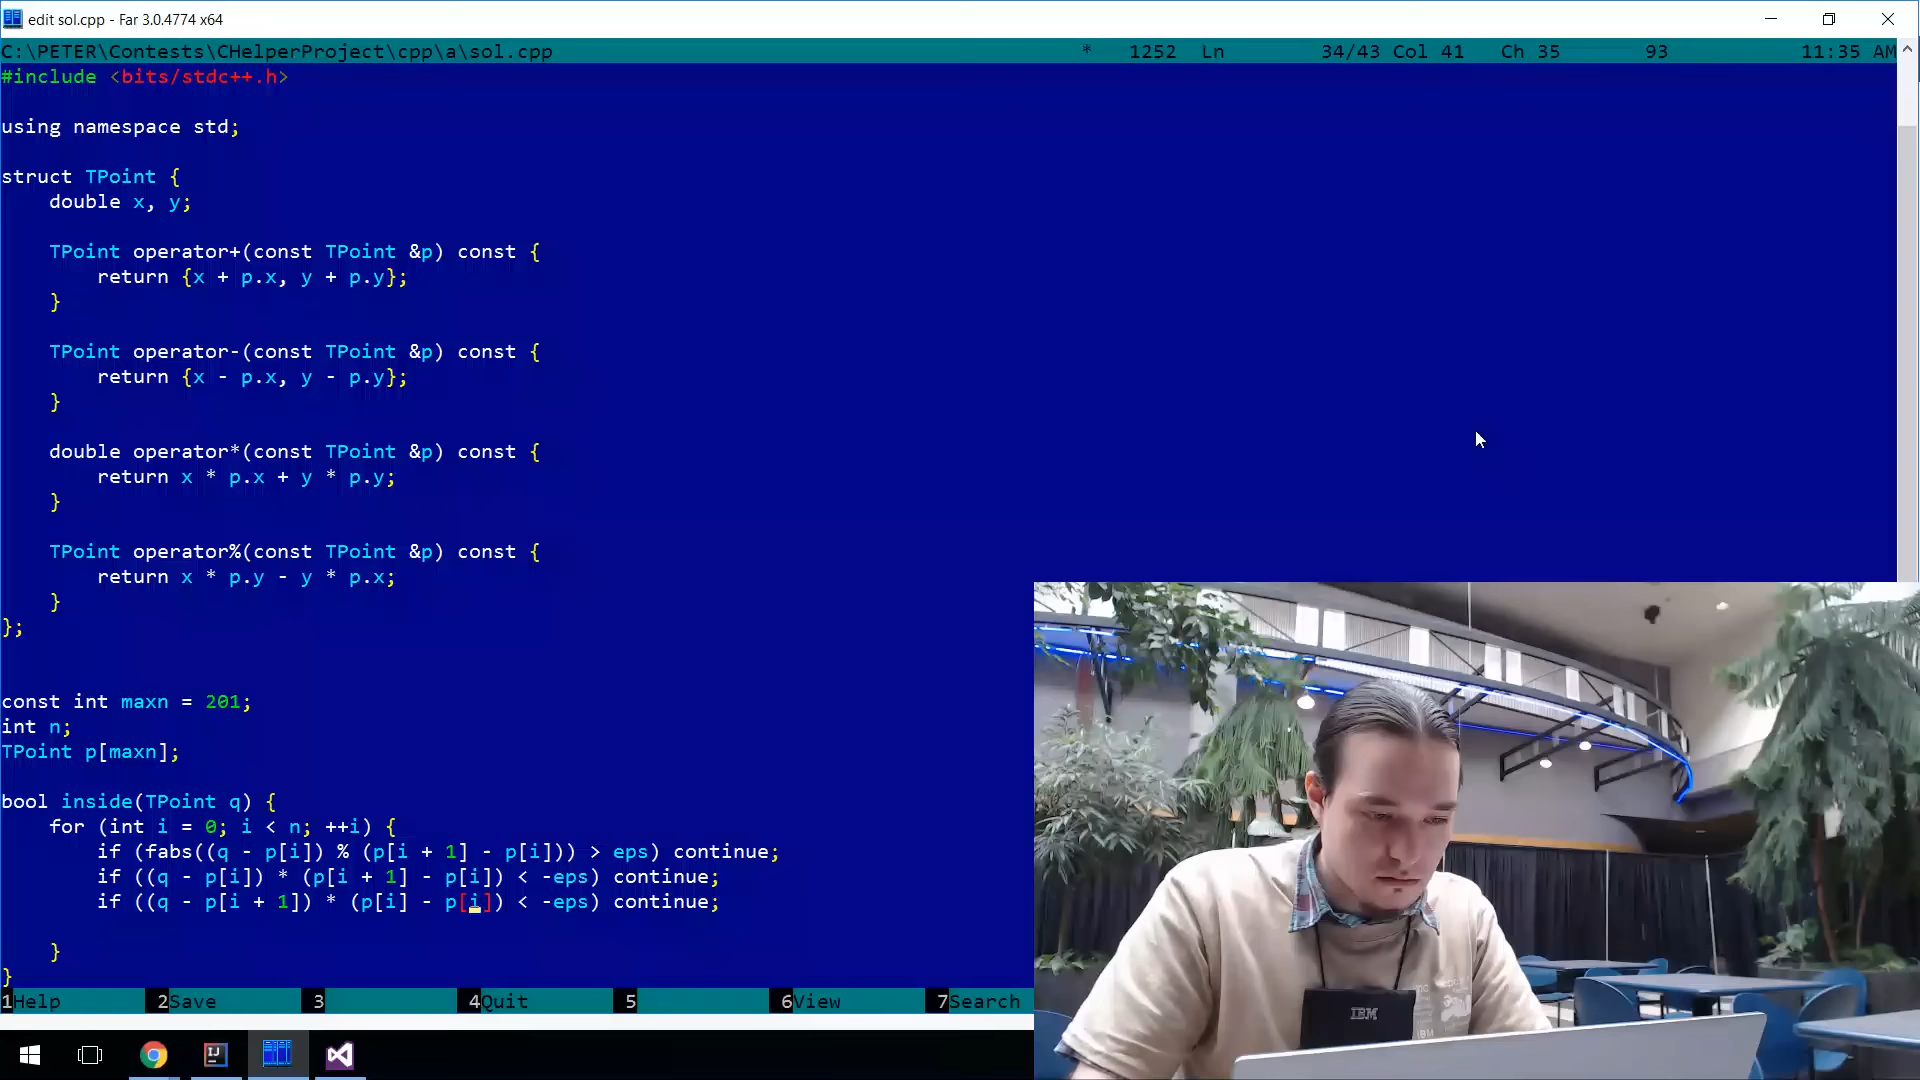 edit sol.cpp - Far 3.0.4774 x64
C:\PETER\Contests\CHelperProject\cpp\a\sol.cpp * 1252 Ln 34/43 Col 41 Ch 35 93 11:35 AM
#include <bits/stdc++.h>
using namespace std;
struct TPoint {
double x, y;
TPoint operator+(const TPoint &p) const {
return {x + p.x, y + p.y};
}
TPoint operator-(const TPoint &p) const {
return {x - p.x, y - p.y};
}
double operator*(const TPoint &p) const {
return x * p.x + y * p.y;
}
TPoint operator%(const TPoint &p) const {
return x * p.y - y * p.x;
}
};
const int maxn = 201;
int n;
TPoint p[maxn];
bool inside(TPoint q) {
for (int i = 0; i < n; ++i) {
if (fabs((q - p[i]) % (p[i + 1] - p[i])) > eps) continue;
if ((q - p[i]) * (p[i + 1] - p[i]) < -eps) continue;
if ((q - p[i + 1]) * (p[i] - p[i]) < -eps) continue;
}
}
1Help 2Save 3 4Quit 5 6View 7Search
IJ
IBM
IBM